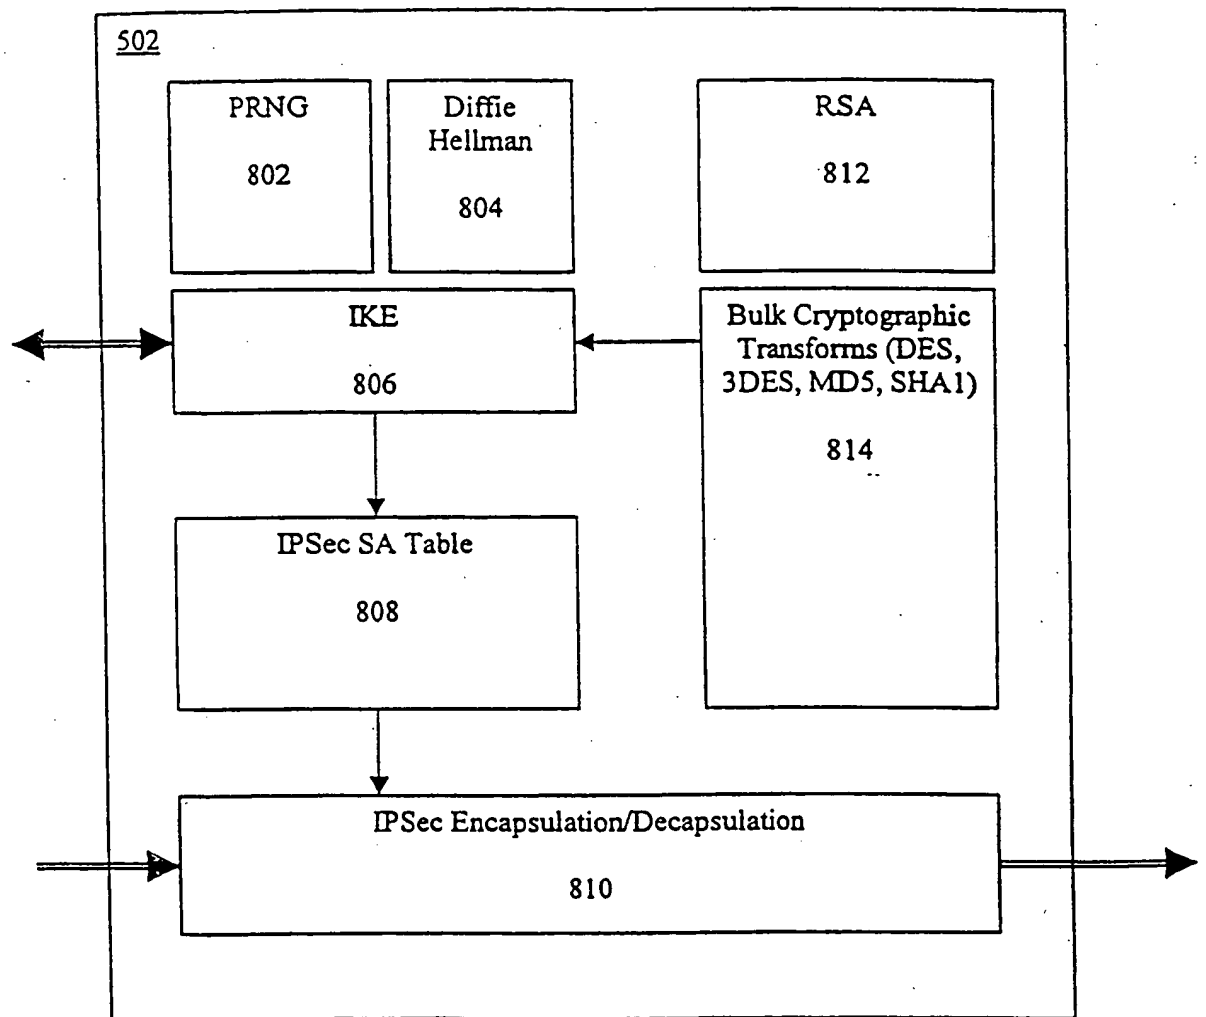 502
PRNG
802
Diffie
Hellman
804
RSA
812
IKE
806
Bulk Cryptographic
Transforms (DES,
3DES, MD5, SHA1)
814
IPSec SA Table
808
IPSec Encapsulation/Decapsulation
810